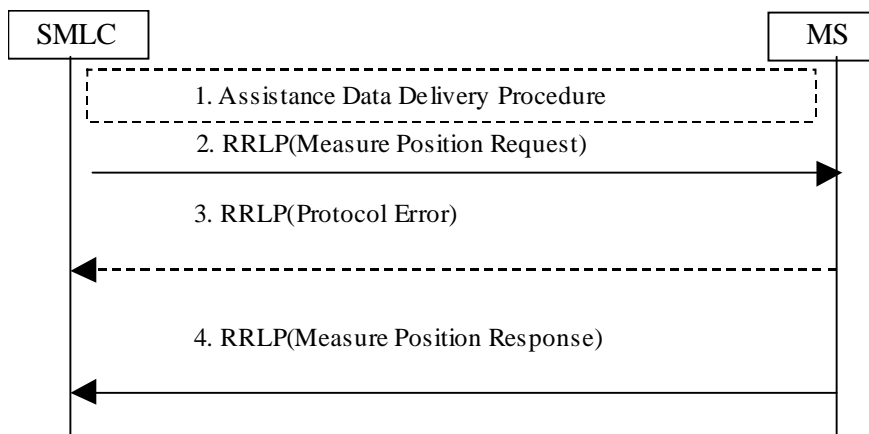 SMLC
MS
1. Assistance Data Delivery Procedure
2. RRLP(Measure Position Request)
3. RRLP(Protocol Error)
4. RRLP(Measure Position Response)